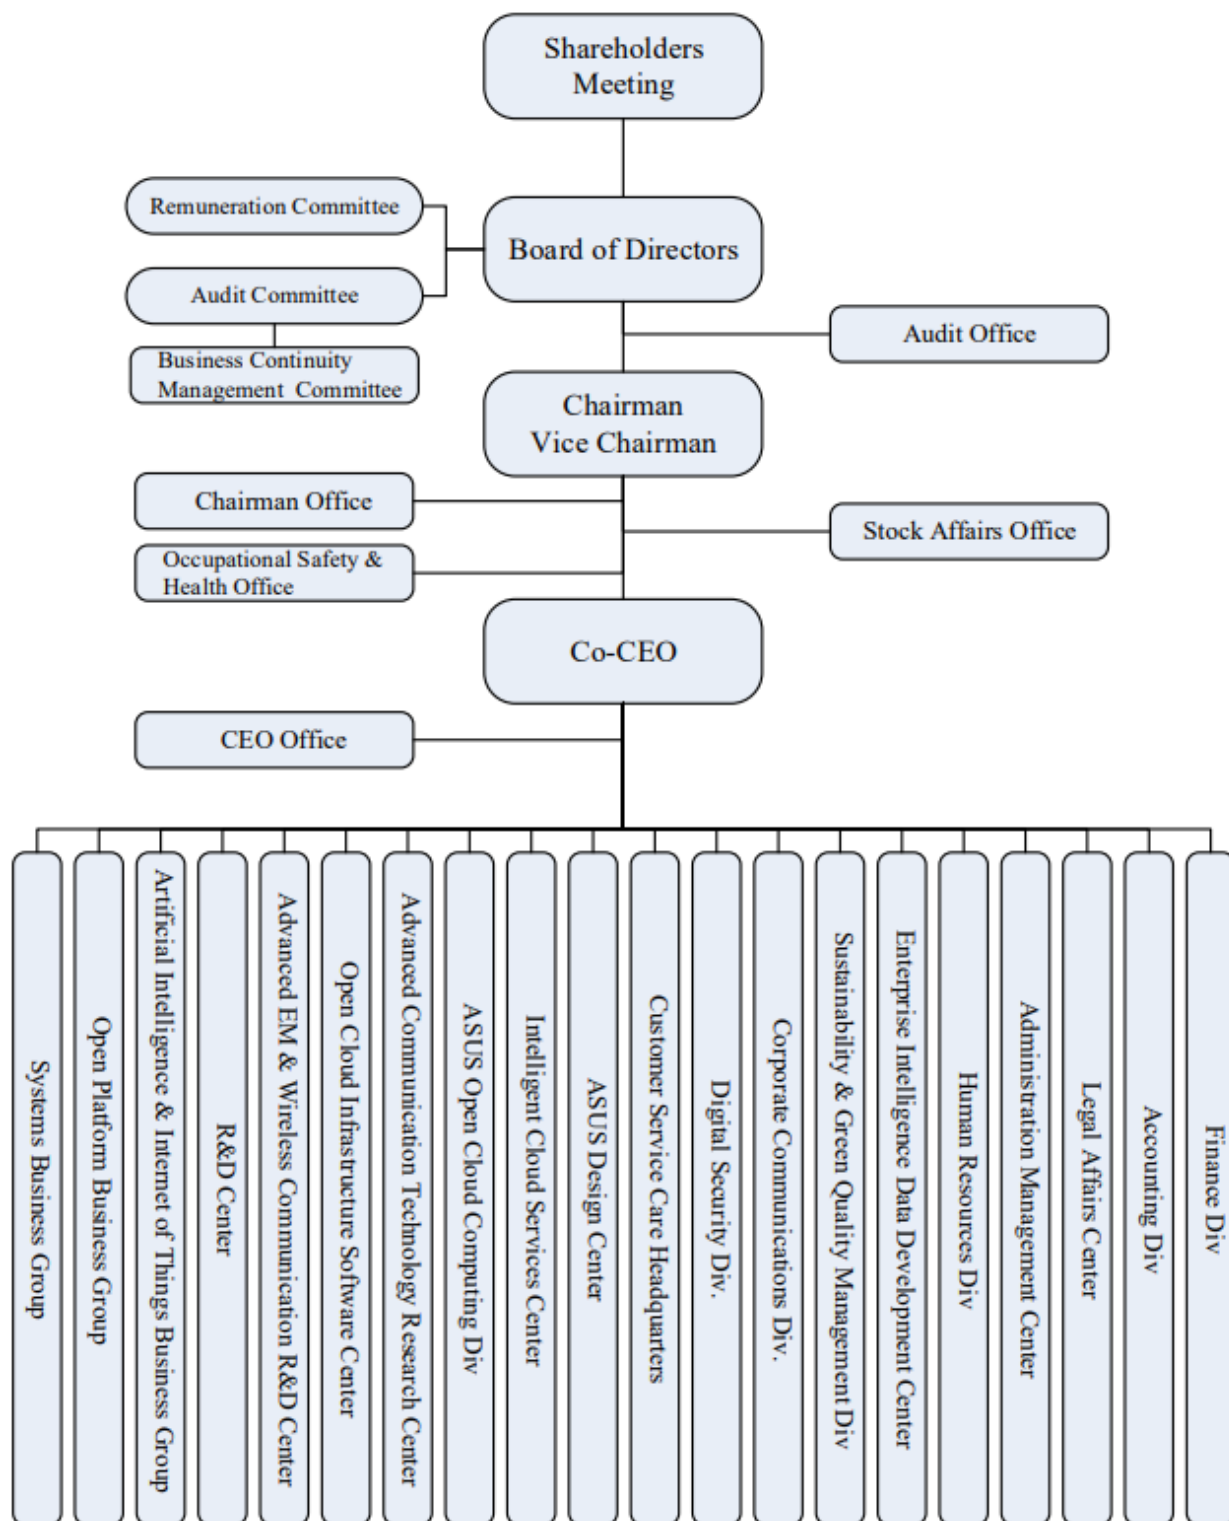 Shareholders
Meeting
Remuneration Committee
Board of Directors
Audit Committee
Audit Office
Business Continuity
Management Committee
Chairman
Vice Chairman
Chairman Office
Stock Affairs Office
Occupational Safety &
Health Office
Co-CEO
CEO Office
Systems Business Group
Open Platform Business Group
Artificial Intelligence & Internet of Things Business Group
R&D Center
Advanced EM & Wireless Communication R&D Center
Open Cloud Infrastructure Software Center
Advanced Communication Technology Research Center
ASUS Open Cloud Computing Div
Intelligent Cloud Services Center
ASUS Design Center
Customer Service Care Headquarters
Digital Security Div.
Corporate Communications Div.
Sustainability & Green Quality Management Div
Enterprise Intelligence Data Development Center
Human Resources Div
Administration Management Center
Legal Affairs Center
Accounting Div
Finance Div